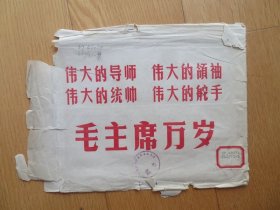 伟大的导师 伟大的領袖
伟大的统帅 伟大的舵手
毛主席万岁